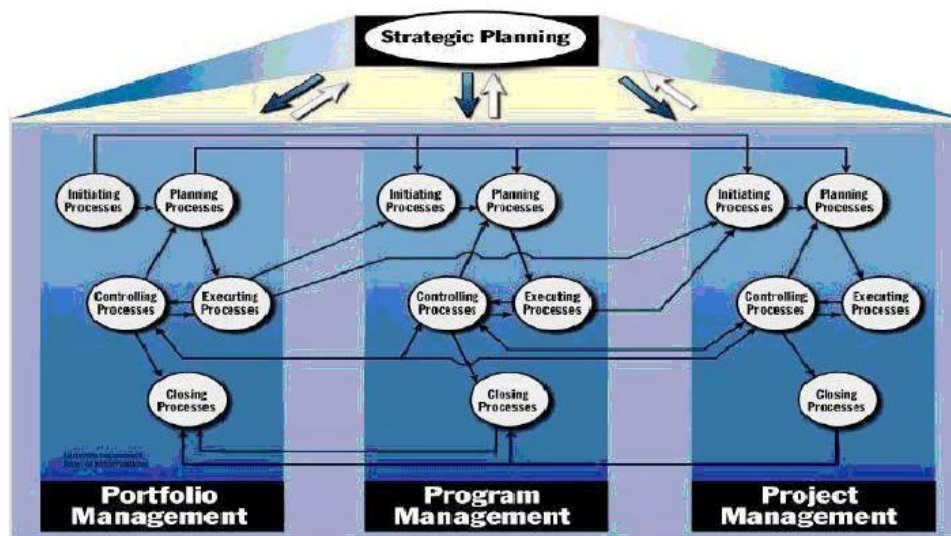 Strategic Planning
Initiating
Processes
Planning
Processes
Initiating
Processes
Planning
Processes
Initiating
Processes
Planning
Processes
Controlling
Processes
Executing
Processes
Controlling
Processes
Executing
Processes
Controlling
Processes
Executing
Processes
Closing
Processes
Closing
Processes
Closing
Processes
Portfolio
Management
Program
Management
Project
Management